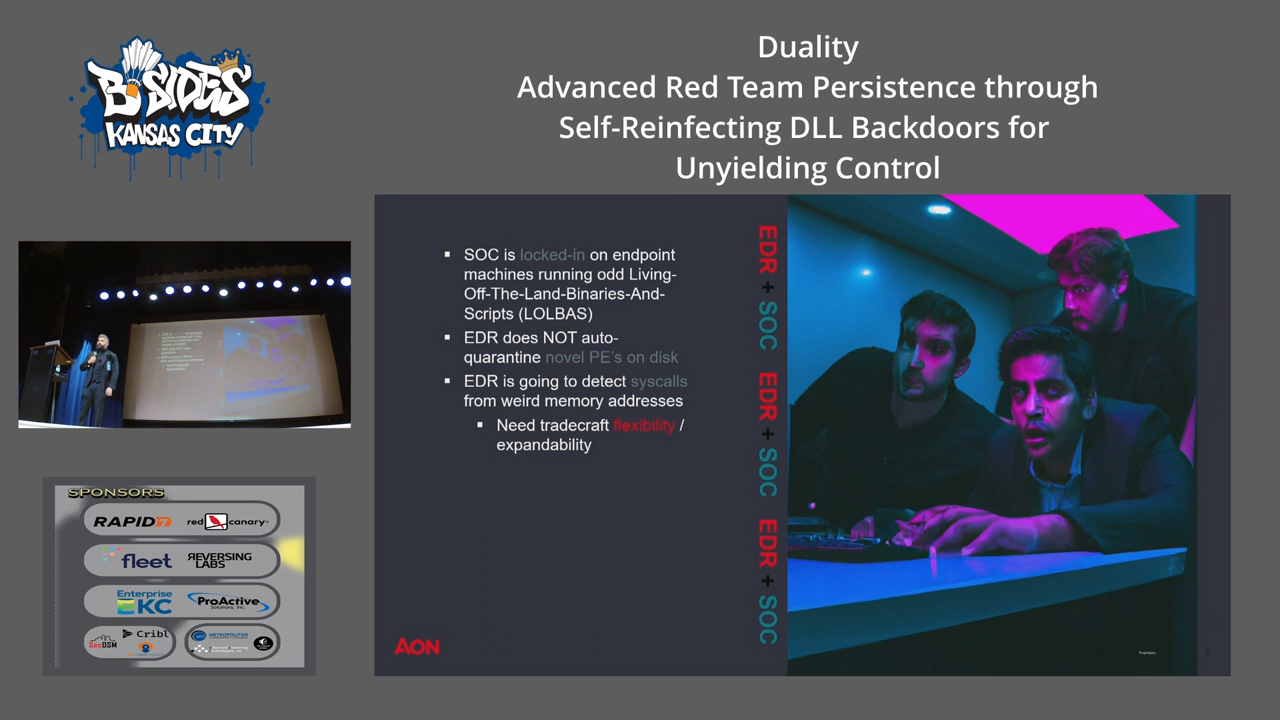 B SIDES
KANSAS CITY
Duality
Advanced Red Team Persistence through
Self-Reinfecting DLL Backdoors for
Unyielding Control
▪ SOC is locked-in on endpoint
machines running odd Living-
Off-The-Land-Binaries-And-
Scripts (LOLBAS)
▪ EDR does NOT auto-
quarantine novel PE's on disk
▪ EDR is going to detect syscalls
from weird memory addresses
▪ Need tradecraft flexibility /
expandability
EDR + SOC EDR + SOC EDR + SOC
AON
Proprietary
5
SPONSORS
RAPID7
red canary
fleet
REVERSING
LABS
Enterprise
KC
ProActive
Solutions, Inc.
SecDSM
Cribl
METROPOLITAN